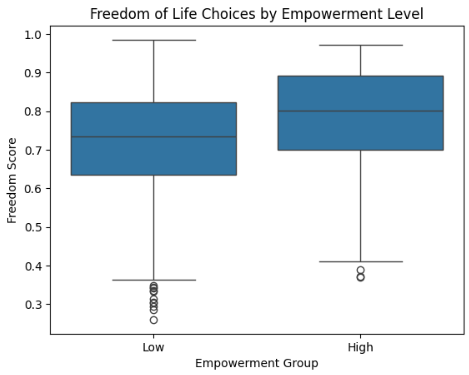 Freedom of Life Choices by Empowerment Level
1.0
0.9
0.8
0.7
0.6
0.5
0.4
0.3
Freedom Score
Low
High
Empowerment Group